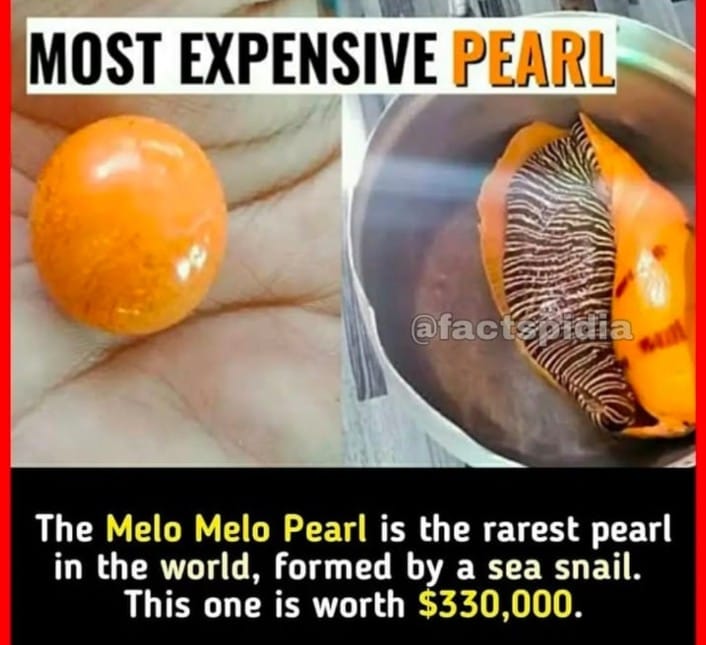 MOST EXPENSIVE PEARL
@factspidia
The Melo Melo Pearl is the rarest pearl
in the world, formed by a sea snail.
This one is worth $330,000.